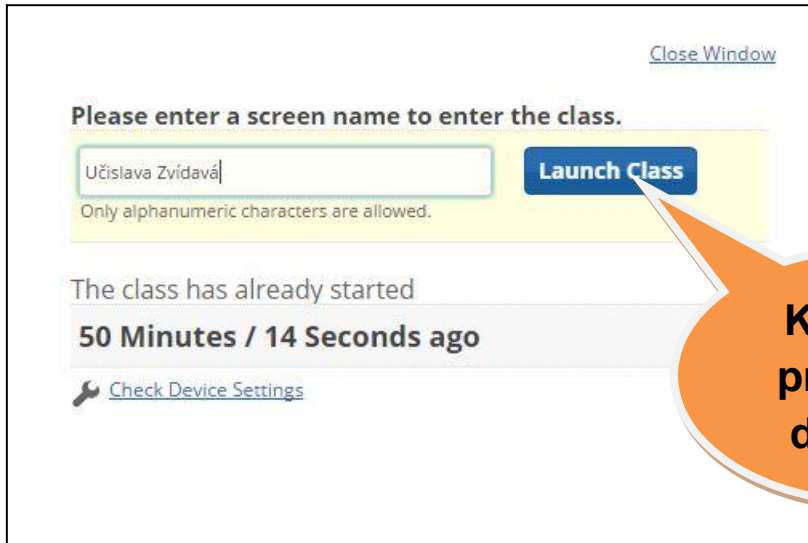 Close Window
Please enter a screen name to enter the class.
Učislava Zvídavá
Launch Class
Only alphanumeric characters are allowed.
The class has already started
50 Minutes / 14 Seconds ago
Check Device Settings